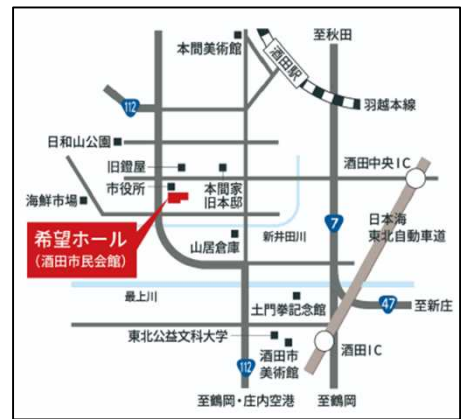 本間美術館
至秋田
酒田駅
羽越本線
112
日和山公園
旧鐙屋
酒田中央IC
市役所
本間家
旧本邸
海鮮市場
希望ホール
（酒田市民会館）
山居倉庫
新井田川
7
日本海
東北自動車道
最上川
土門拳記念館
47
至新庄
東北公益文科大学
酒田市
美術館
酒田IC
112
至鶴岡・庄内空港
至鶴岡